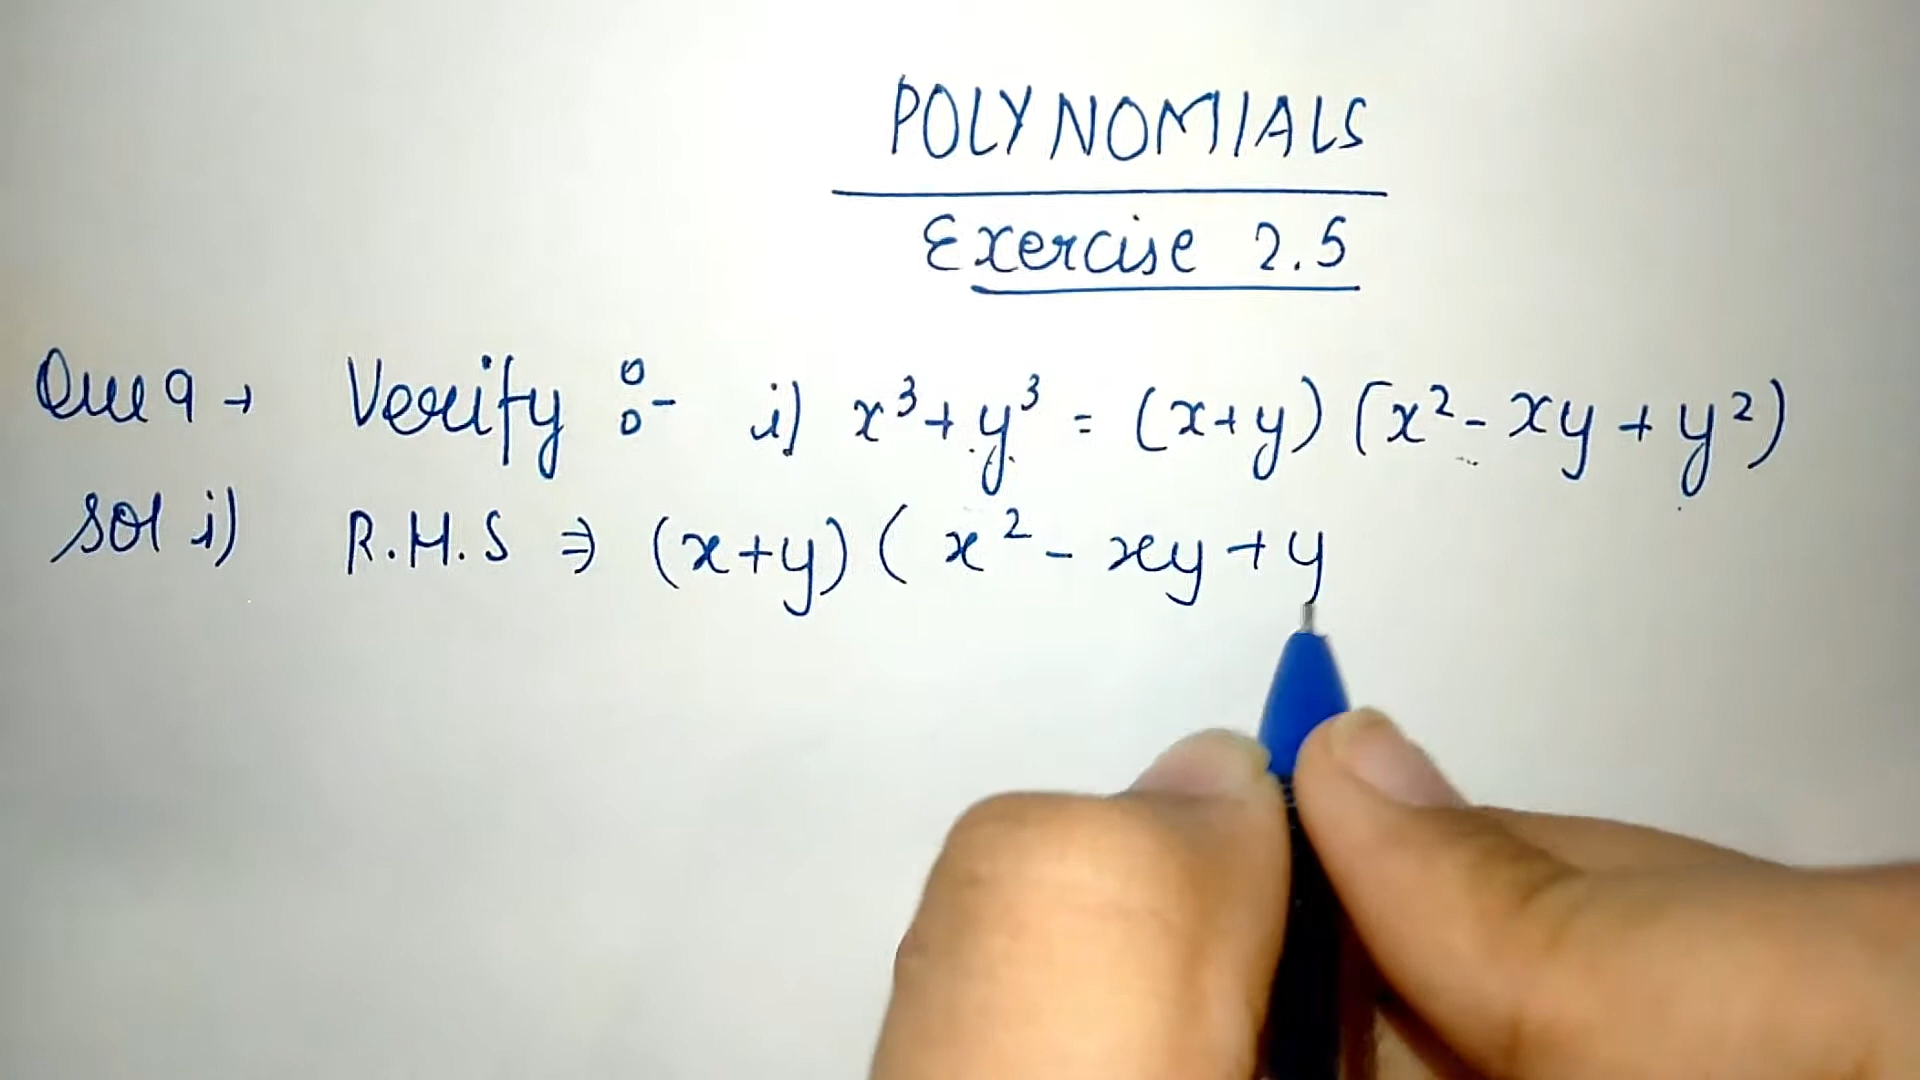 POLYNOMIALS
Exercise 2.5
Que 9 → Verify :- i) x³ + y³ = (x+y) (x² - xy + y²)
Sol i) R.H.S ⇒ (x+y) ( x² - xy + y